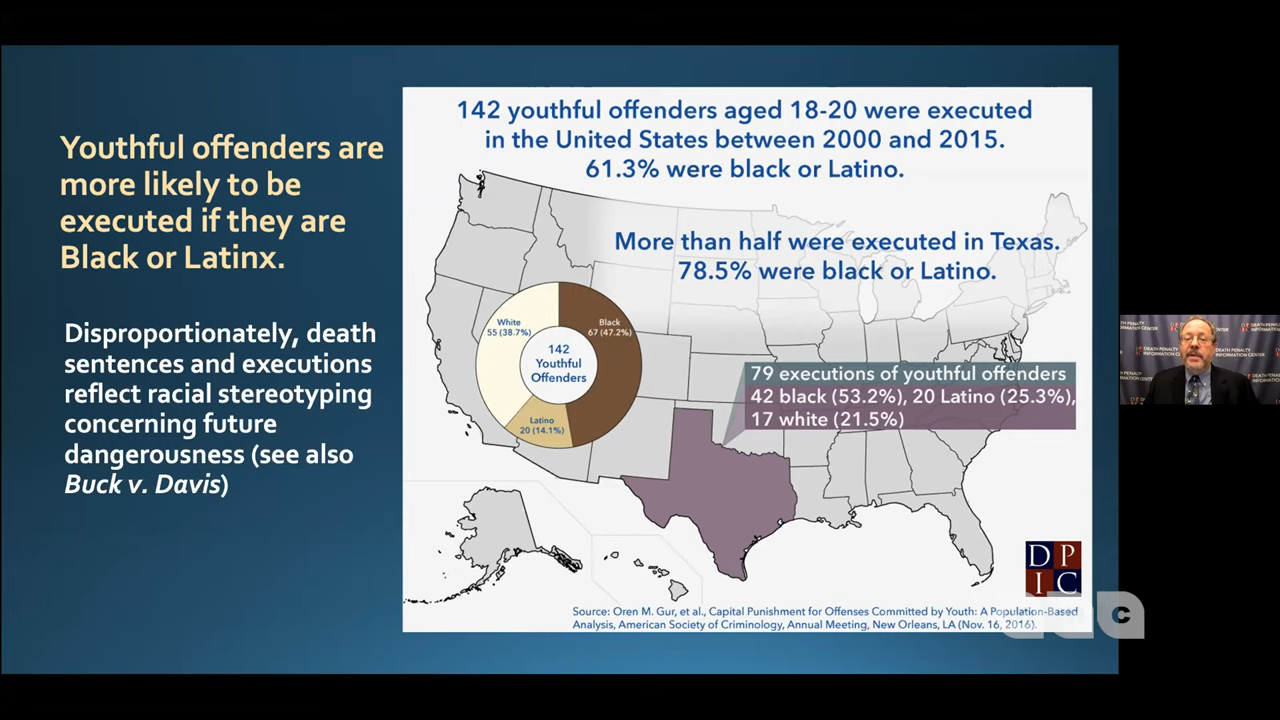 Youthful offenders are
more likely to be
executed if they are
Black or Latinx.
Disproportionately, death
sentences and executions
reflect racial stereotyping
concerning future
dangerousness (see also
Buck v. Davis)
142 youthful offenders aged 18-20 were executed
in the United States between 2000 and 2015.
61.3% were black or Latino.
More than half were executed in Texas.
78.5% were black or Latino.
White
55 (38.7%)
Black
67 (47.2%)
142
Youthful
Offenders
Latino
20 (14.1%)
79 executions of youthful offenders
42 black (53.2%), 20 Latino (25.3%),
17 white (21.5%)
D P
I C
Source: Oren M. Gur, et al., Capital Punishment for Offenses Committed by Youth: A Population-Based
Analysis, American Society of Criminology, Annual Meeting, New Orleans, LA (Nov. 16, 2016).
DEATH PENALTY
INFORMATION CENTER